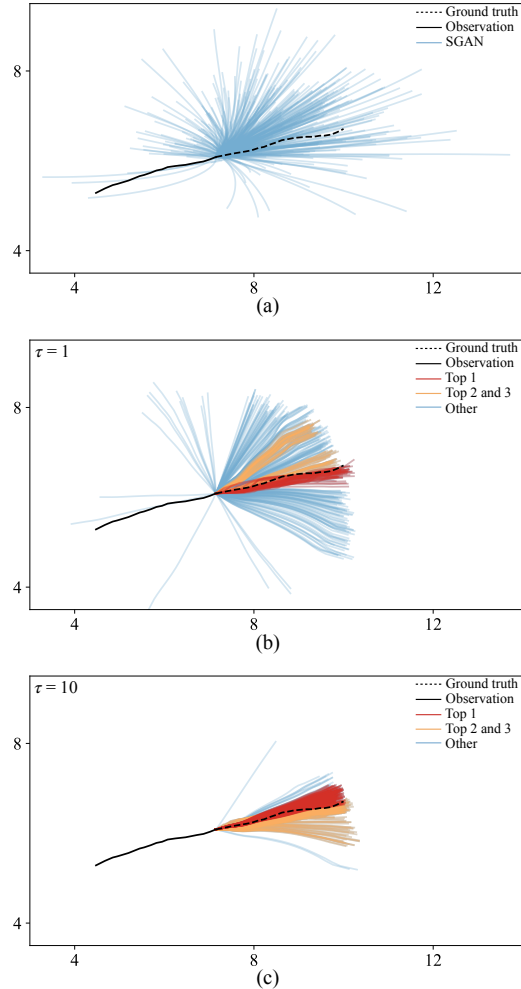 Ground truth
Observation
SGAN
8
4
4
8
12
(a)
τ = 1
Ground truth
Observation
Top 1
Top 2 and 3
Other
8
4
4
8
12
(b)
τ = 10
Ground truth
Observation
Top 1
Top 2 and 3
Other
8
4
4
8
12
(c)